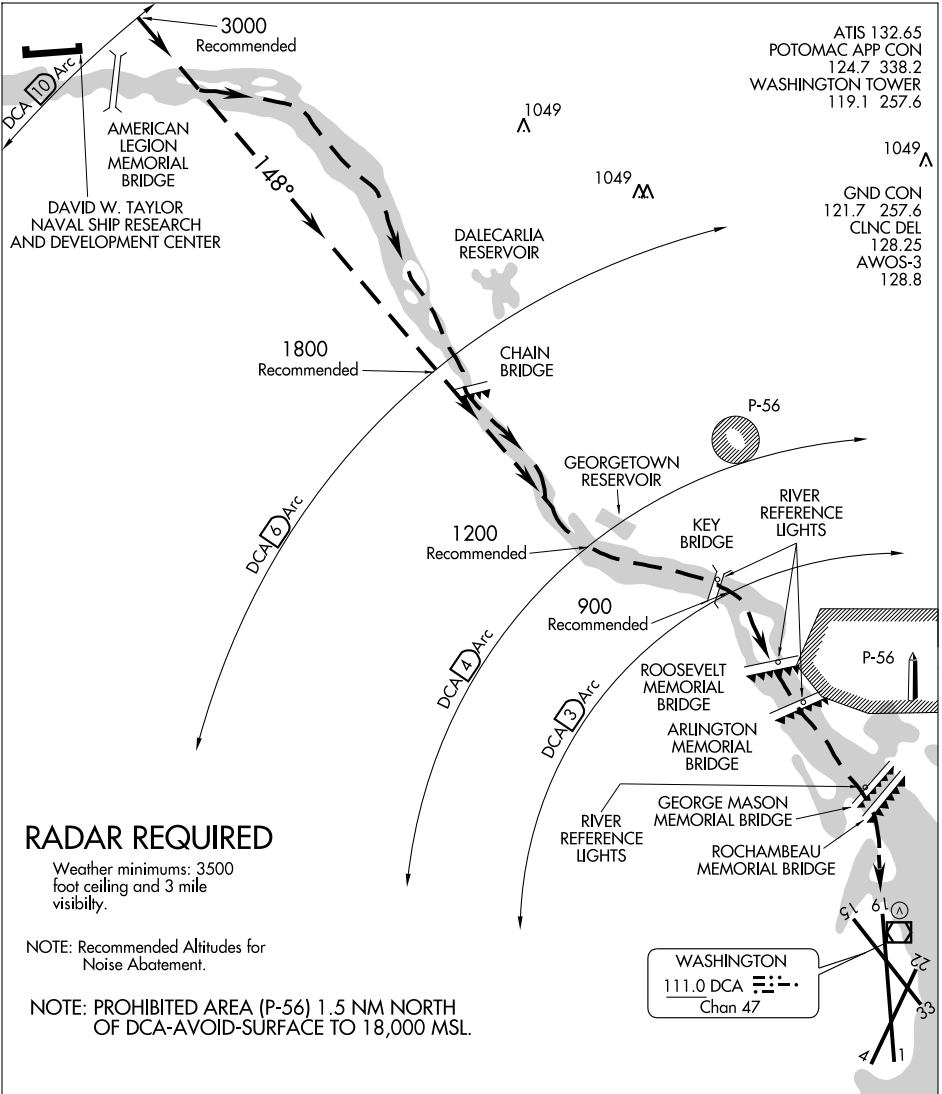 3000
Recommended
ATIS 132.65
POTOMAC APP CON
124.7 338.2
WASHINGTON TOWER
119.1 257.6
DCA 10 Arc
AMERICAN
LEGION
MEMORIAL
BRIDGE
DAVID W. TAYLOR
NAVAL SHIP RESEARCH
AND DEVELOPMENT CENTER
148°
1049
1049
1049
GND CON
121.7 257.6
CLNC DEL
128.25
AWOS-3
128.8
DALECARLIA
RESERVOIR
1800
Recommended
CHAIN
BRIDGE
P-56
DCA 6 Arc
GEORGETOWN
RESERVOIR
1200
Recommended
KEY
BRIDGE
RIVER
REFERENCE
LIGHTS
900
Recommended
DCA 4 Arc
DCA 3 Arc
ROOSEVELT
MEMORIAL
BRIDGE
P-56
ARLINGTON
MEMORIAL
BRIDGE
RIVER
REFERENCE
LIGHTS
GEORGE MASON
MEMORIAL BRIDGE
ROCHAMBEAU
MEMORIAL BRIDGE
RADAR REQUIRED
Weather minimums: 3500
foot ceiling and 3 mile
visibilty.
NOTE: Recommended Altitudes for
Noise Abatement.
NOTE: PROHIBITED AREA (P-56) 1.5 NM NORTH
OF DCA-AVOID-SURFACE TO 18,000 MSL.
15
19
V
22
33
4
1
WASHINGTON
111.0 DCA
Chan 47